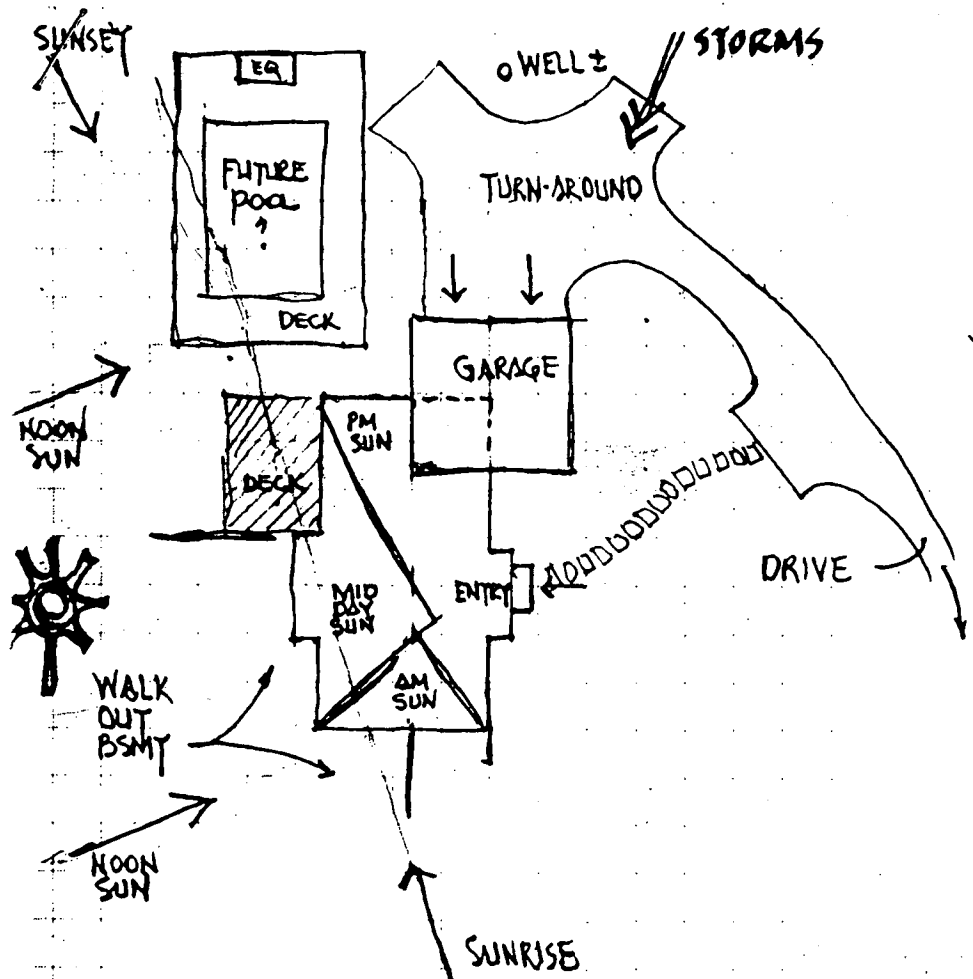 SUNSET
EQ
WELL ±
STORMS
FUTURE
POOL
?
TURN-AROUND
DECK
GARAGE
NOON
SUN
PM
SUN
DECK
MID
DAY
SUN
ENTRY
DRIVE
WALK
OUT
BSMT
AM
SUN
NOON
SUN
SUNRISE